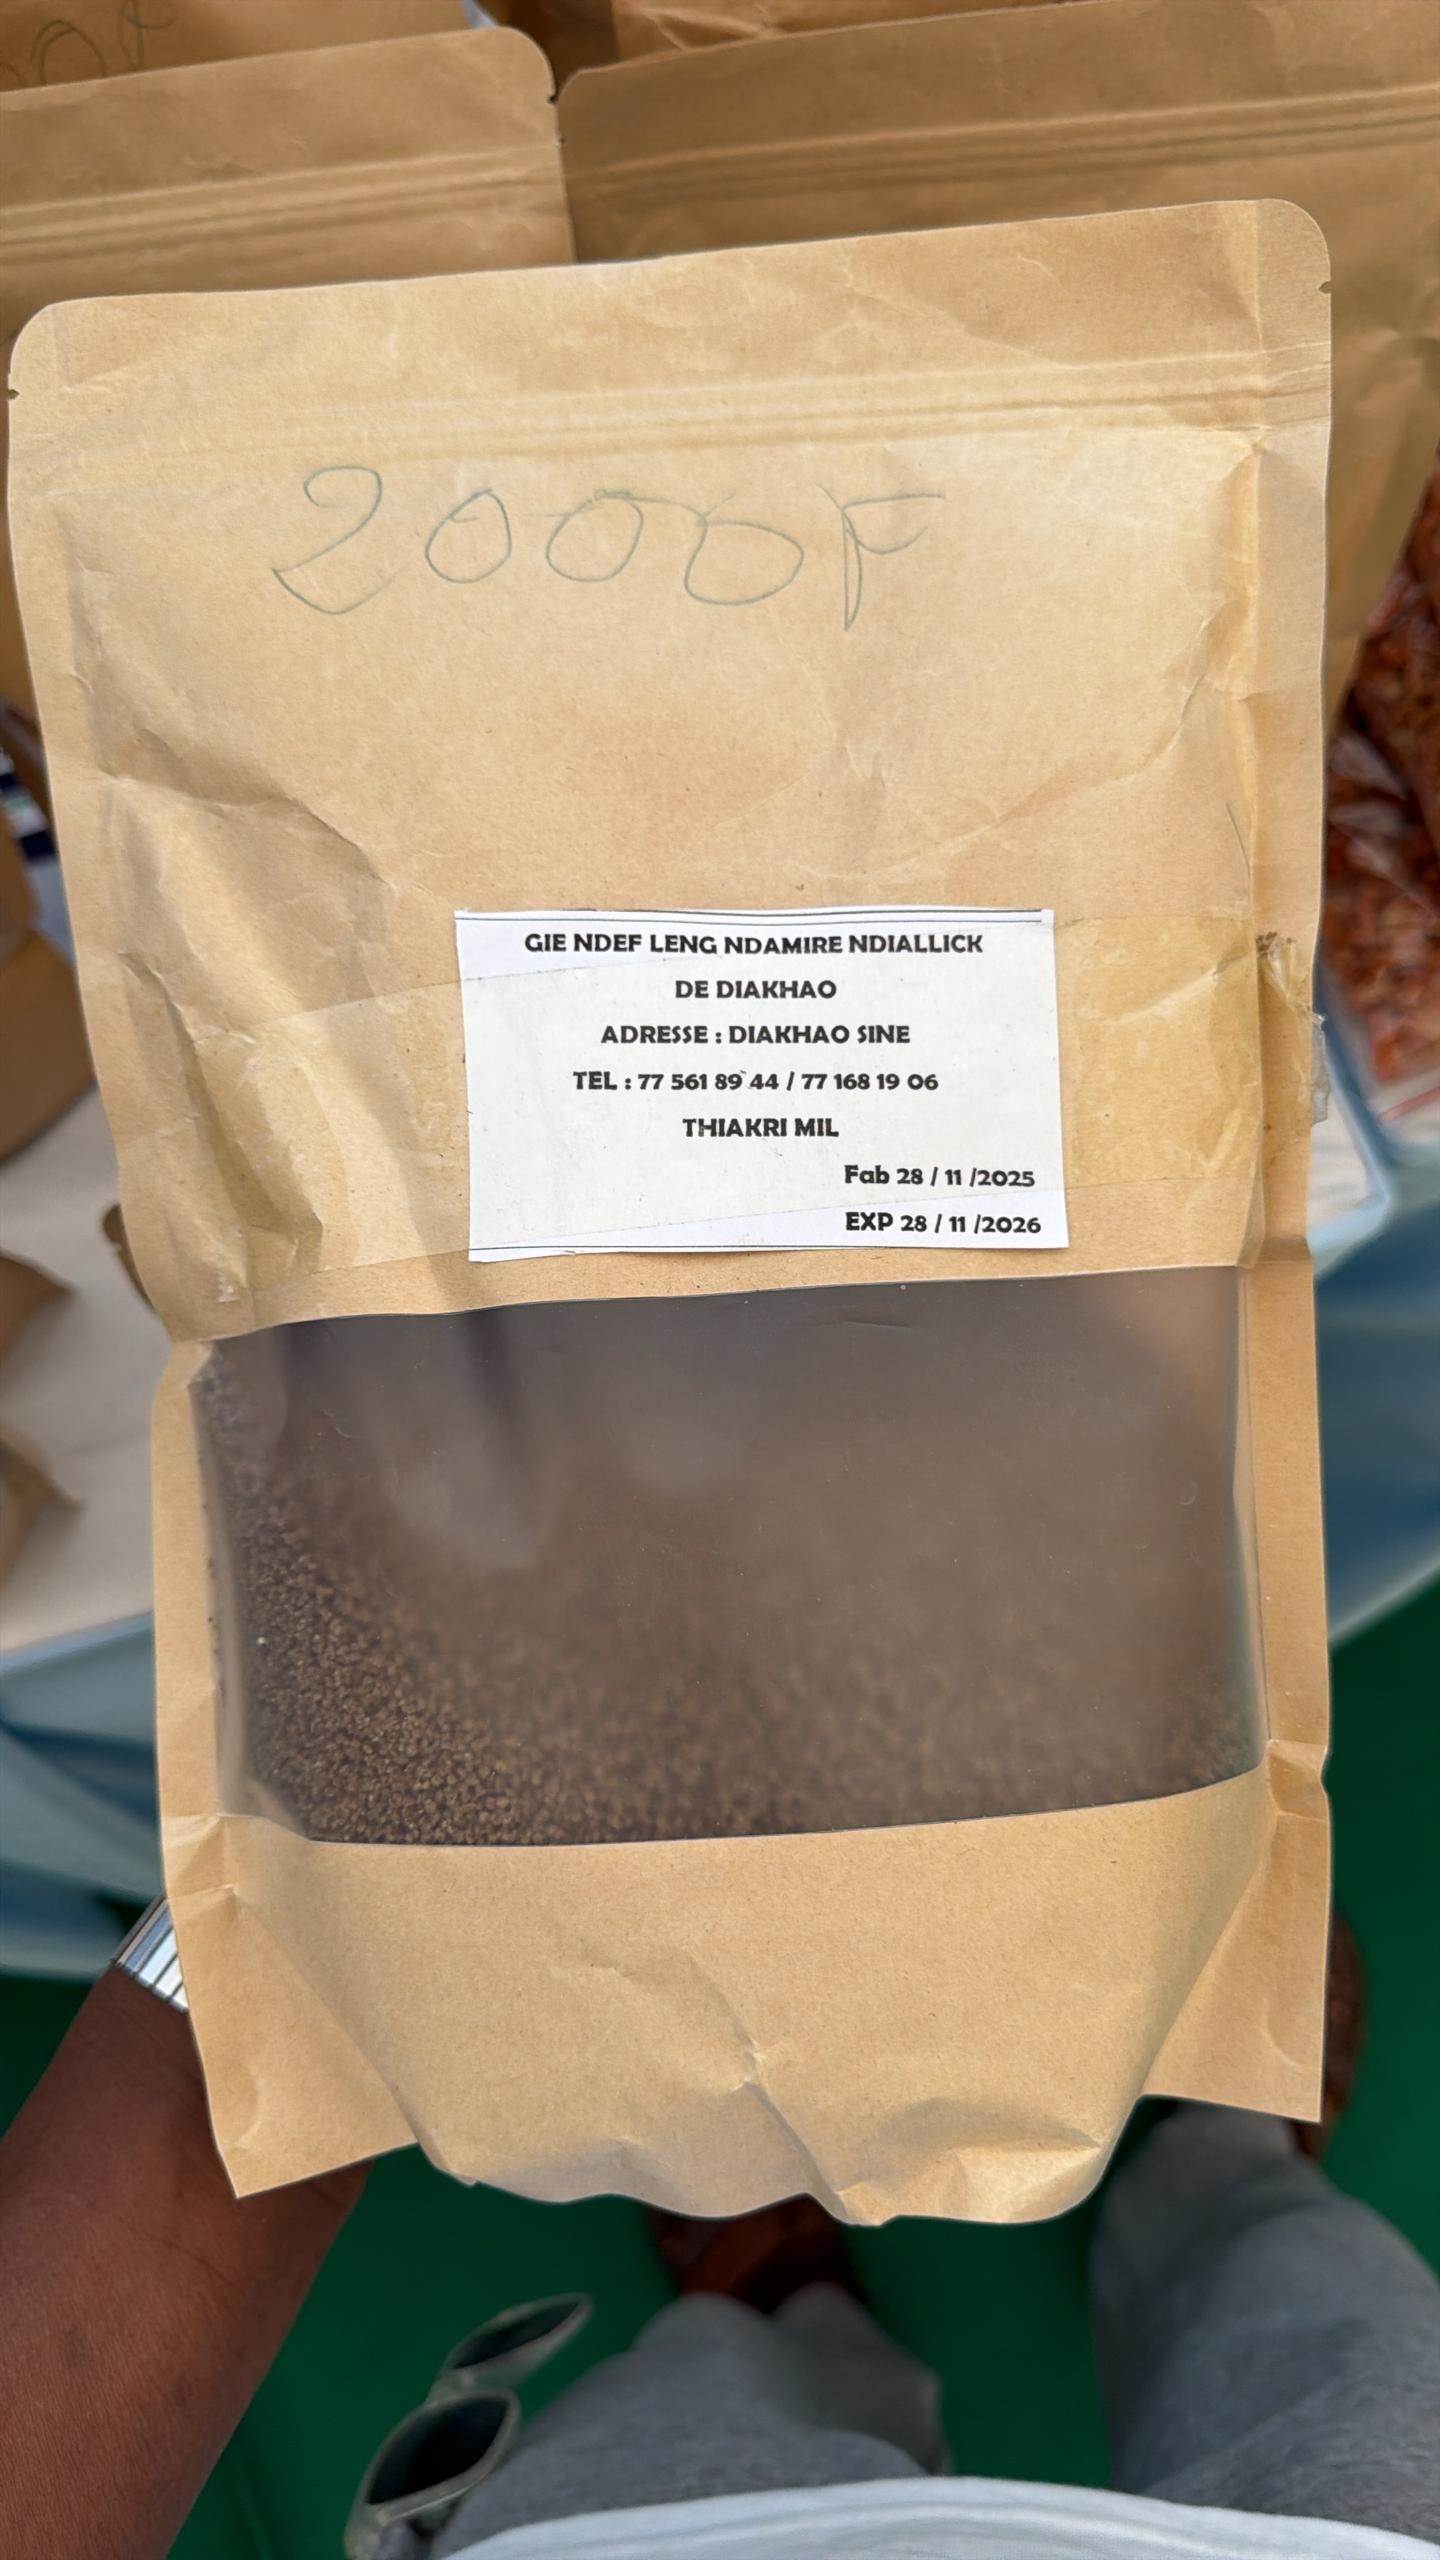 2000F
GIE NDEF LENG NDAMIRE NDIALLICK
DE DIAKHAO
ADRESSE : DIAKHAO SINE
TEL : 77 561 89 44 / 77 168 19 06
THIAKRI MIL
Fab 28 / 11 /2025
EXP 28 / 11 /2026